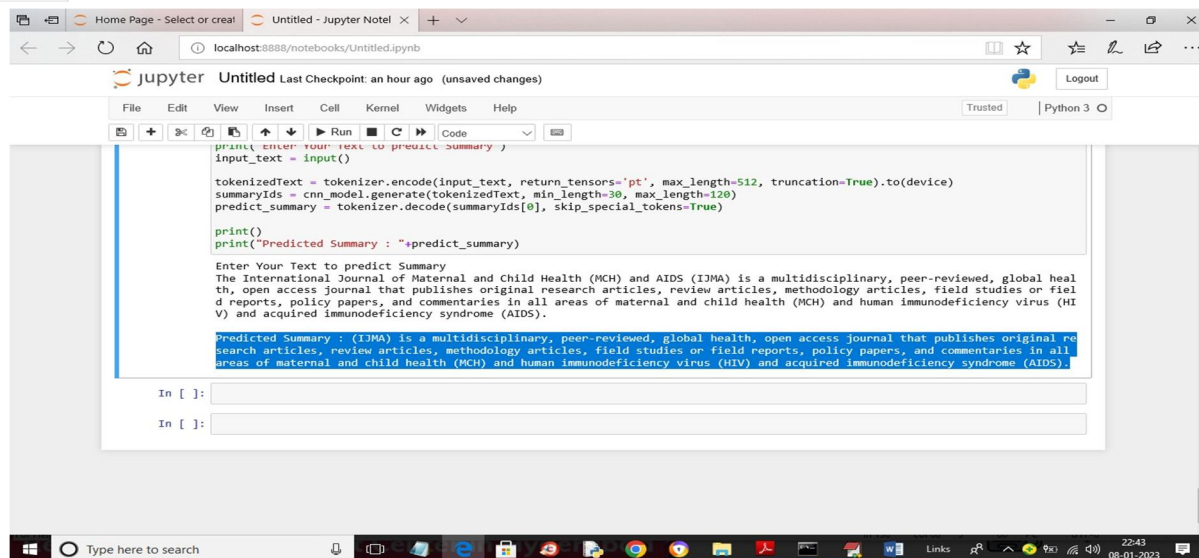 Home Page - Select or creat
Untitled - Jupyter Notel
localhost:8888/notebooks/Untitled.ipynb
jupyter Untitled Last Checkpoint: an hour ago (unsaved changes)
Logout
File Edit View Insert Cell Kernel Widgets Help
Trusted Python 3
Run Code
print( Enter Your Text to predict Summary )
input_text = input()
tokenizedText = tokenizer.encode(input_text, return_tensors='pt', max_length=512, truncation=True).to(device)
summaryIds = cnn_model.generate(tokenizedText, min_length=30, max_length=120)
predict_summary = tokenizer.decode(summaryIds[0], skip_special_tokens=True)
print()
print("Predicted Summary : "+predict_summary)
Enter Your Text to predict Summary
The International Journal of Maternal and Child Health (MCH) and AIDS (IJMA) is a multidisciplinary, peer-reviewed, global heal
th, open access journal that publishes original research articles, review articles, methodology articles, field studies or fiel
d reports, policy papers, and commentaries in all areas of maternal and child health (MCH) and human immunodeficiency virus (HI
V) and acquired immunodeficiency syndrome (AIDS).
Predicted Summary : (IJMA) is a multidisciplinary, peer-reviewed, global health, open access journal that publishes original re
search articles, review articles, methodology articles, field studies or field reports, policy papers, and commentaries in all
areas of maternal and child health (MCH) and human immunodeficiency virus (HIV) and acquired immunodeficiency syndrome (AIDS).
In [ ]:
In [ ]:
Type here to search
Links
22:43
08-01-2023